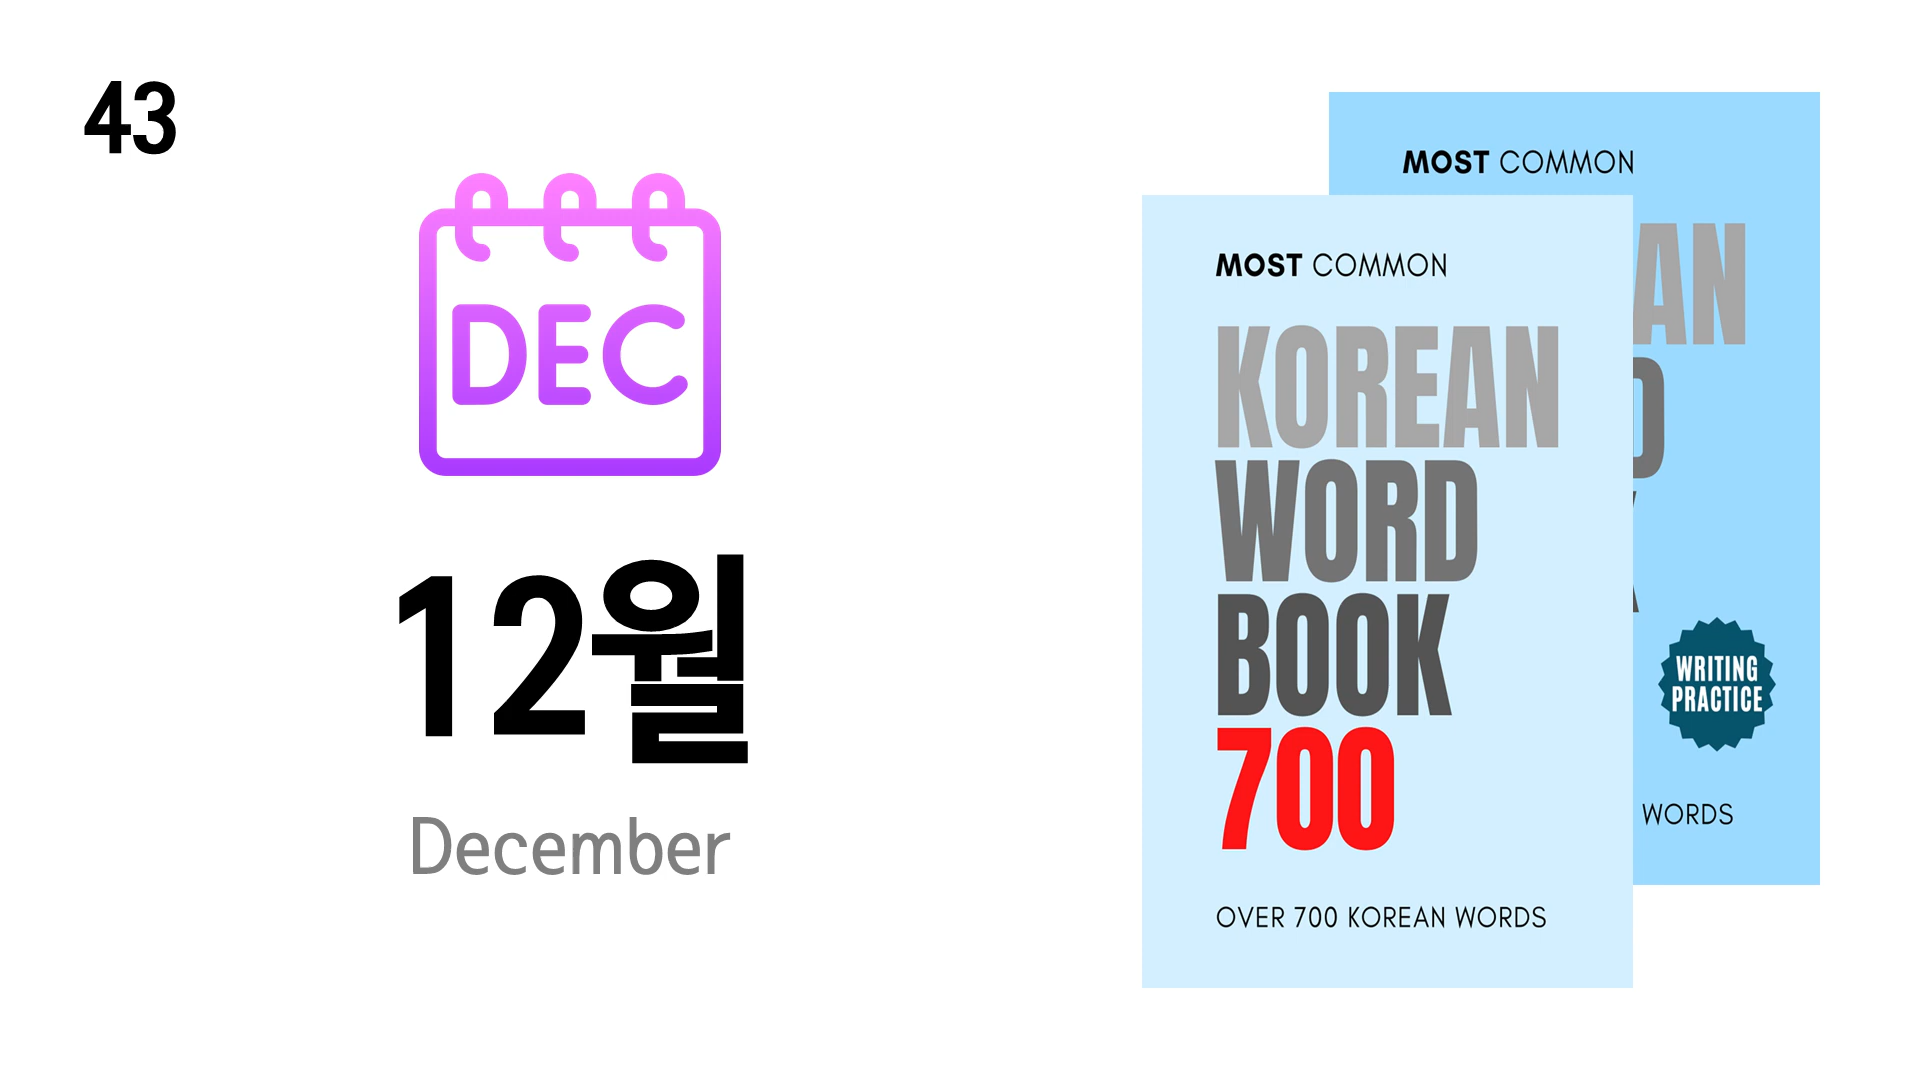 43
DEC
12월
December
MOST COMMON
KOREAN
WORD
BOOK
700
OVER 700 KOREAN WORDS
MOST COMMON
WRITING
PRACTICE
WORDS